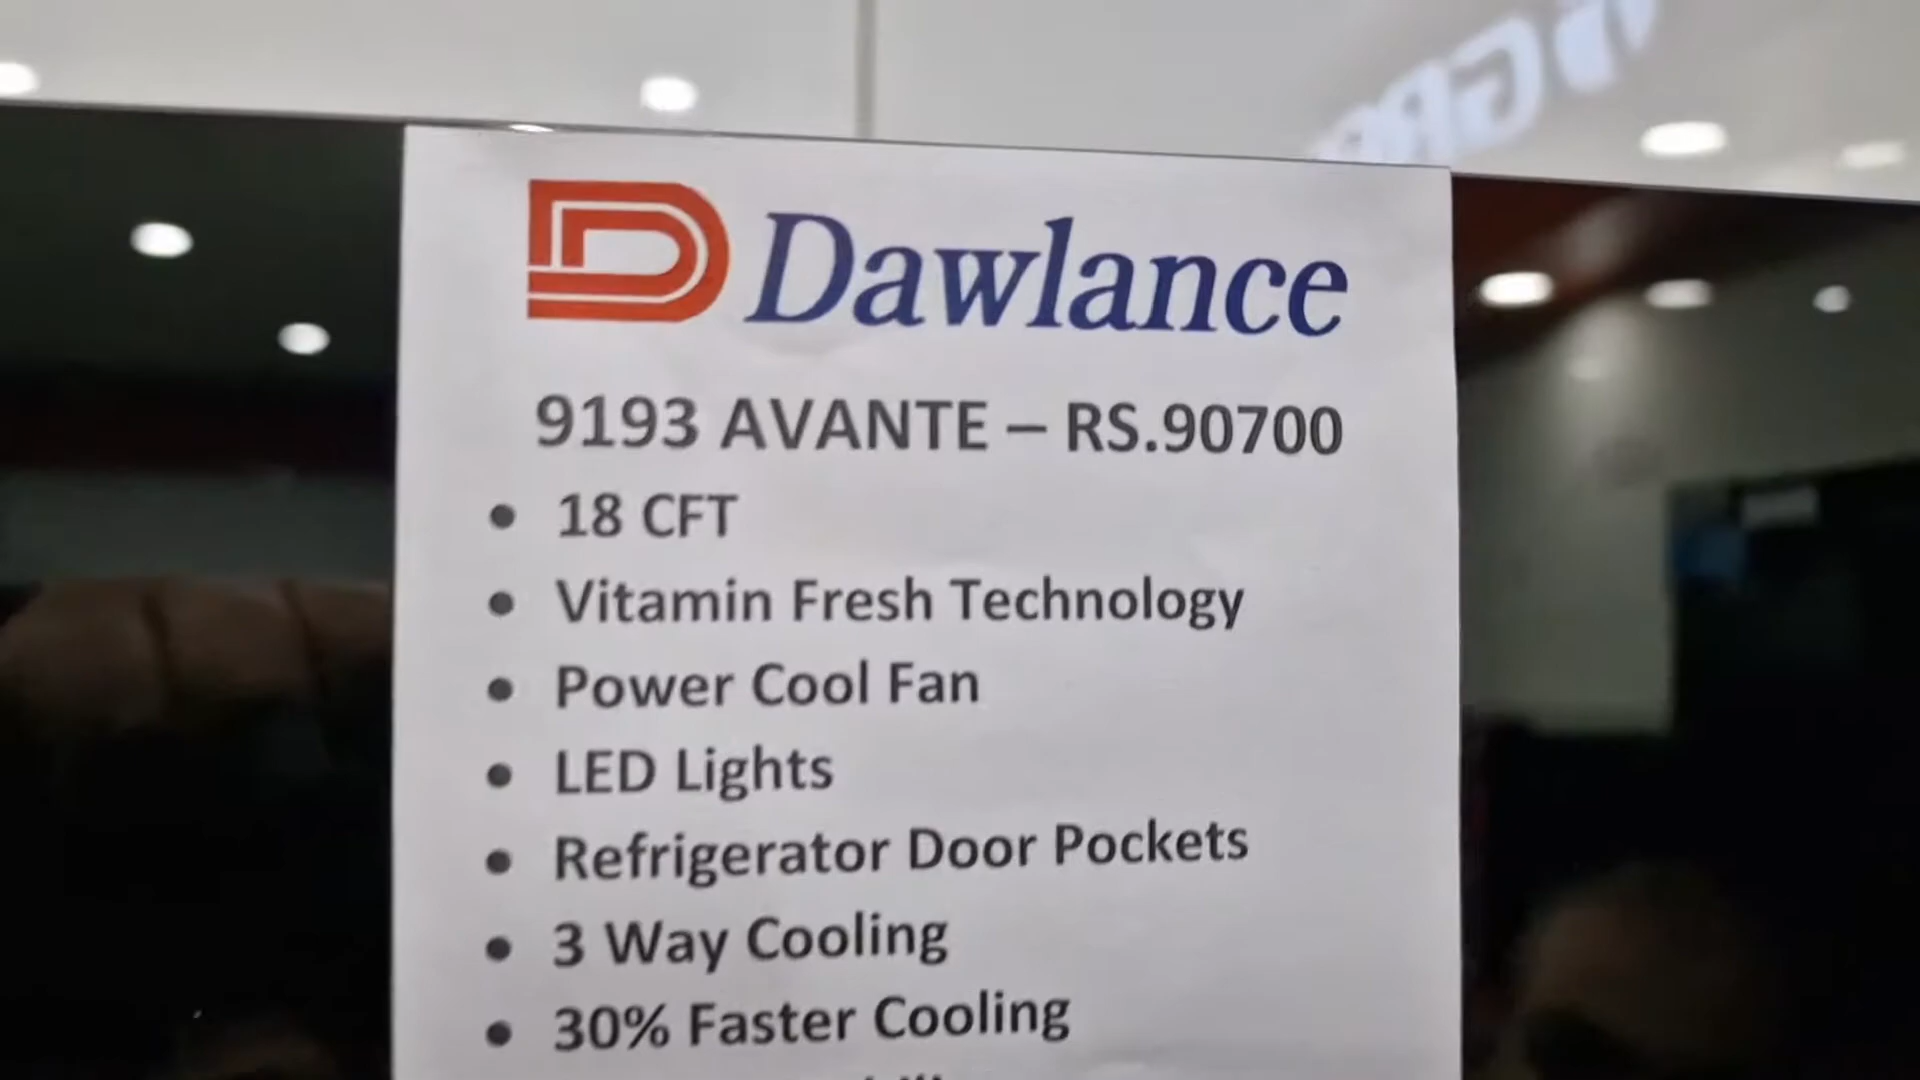 Dawlance
9193 AVANTE – RS.90700
• 18 CFT
• Vitamin Fresh Technology
• Power Cool Fan
• LED Lights
• Refrigerator Door Pockets
• 3 Way Cooling
• 30% Faster Cooling